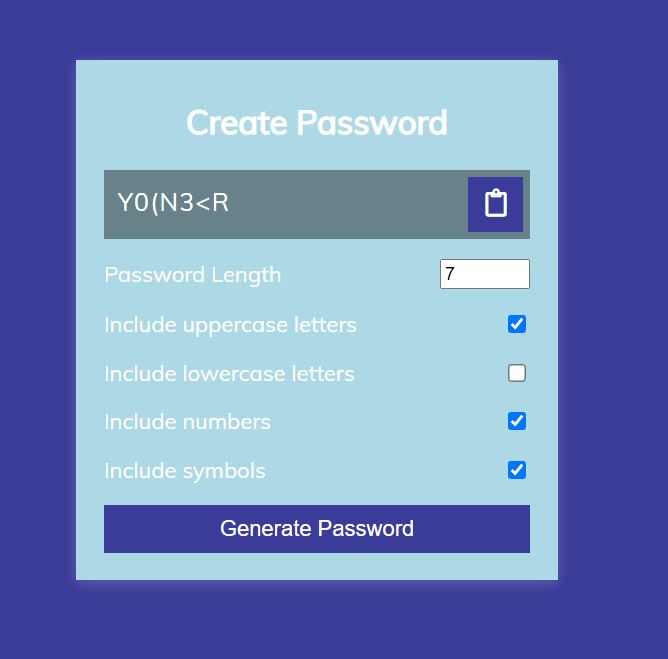 Create Password
Y0(N3<R
Password Length
7
Include uppercase letters
Include lowercase letters
Include numbers
Include symbols
Generate Password